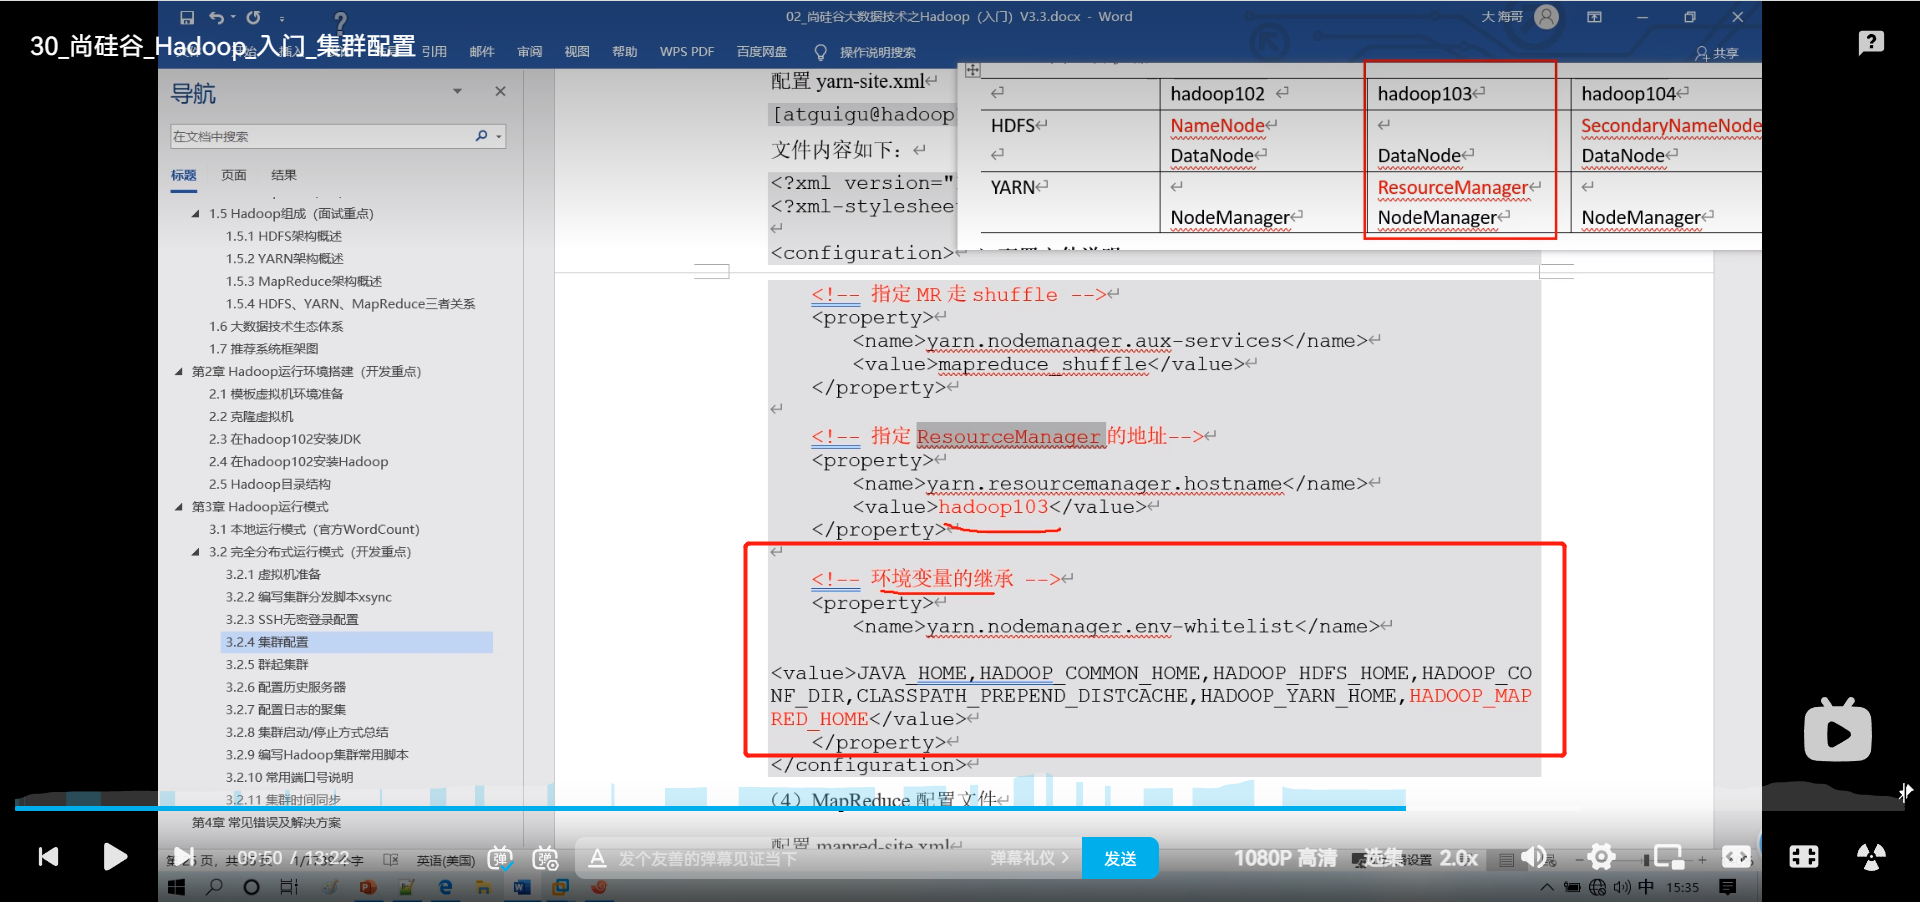 02_尚硅谷大数据技术之Hadoop（入门）V3.3.docx - Word
大 海哥
30_尚硅谷_Hadoop_入门_集群配置
引用 邮件 审阅 视图 帮助 WPS PDF 百度网盘 操作说明搜索
共享
导航
在文档中搜索
标题 页面 结果
1.5 Hadoop组成（面试重点）
1.5.1 HDFS架构概述
1.5.2 YARN架构概述
1.5.3 MapReduce架构概述
1.5.4 HDFS、YARN、MapReduce三者关系
1.6 大数据技术生态体系
1.7 推荐系统框架图
第2章 Hadoop运行环境搭建（开发重点）
2.1 模板虚拟机环境准备
2.2 克隆虚拟机
2.3 在hadoop102安装JDK
2.4 在hadoop102安装Hadoop
2.5 Hadoop目录结构
第3章 Hadoop运行模式
3.1 本地运行模式（官方WordCount）
3.2 完全分布式运行模式（开发重点）
3.2.1 虚拟机准备
3.2.2 编写集群分发脚本xsync
3.2.3 SSH无密登录配置
3.2.4 集群配置
3.2.5 群起集群
3.2.6 配置历史服务器
3.2.7 配置日志的聚集
3.2.8 集群启动/停止方式总结
3.2.9 编写Hadoop集群常用脚本
3.2.10 常用端口号说明
3.2.11 集群时间同步
第4章 常见错误及解决方案
配置 yarn-site.xml
[atguigu@hadoop
文件内容如下：
<?xml version="
<?xml-styleshee
<configuration>
hadoop102 hadoop103 hadoop104
HDFS NameNode SecondaryNameNode
DataNode DataNode DataNode
YARN ResourceManager
NodeManager NodeManager NodeManager
<!-- 指定 MR 走 shuffle -->
<property>
<name>yarn.nodemanager.aux-services</name>
<value>mapreduce_shuffle</value>
</property>
<!-- 指定 ResourceManager 的地址-->
<property>
<name>yarn.resourcemanager.hostname</name>
<value>hadoop103</value>
</property>
<!-- 环境变量的继承 -->
<property>
<name>yarn.nodemanager.env-whitelist</name>
<value>JAVA_HOME,HADOOP_COMMON_HOME,HADOOP_HDFS_HOME,HADOOP_CO
NF_DIR,CLASSPATH_PREPEND_DISTCACHE,HADOOP_YARN_HOME,HADOOP_MAP
RED_HOME</value>
</property>
</configuration>
（4）MapReduce 配置文件
配置 mapred-site.xml
09:50 / 13:22
英语(美国)
弹
弹
发个友善的弹幕见证当下
弹幕礼仪
发送
1080P 高清
选集
2.0x
中 15:35